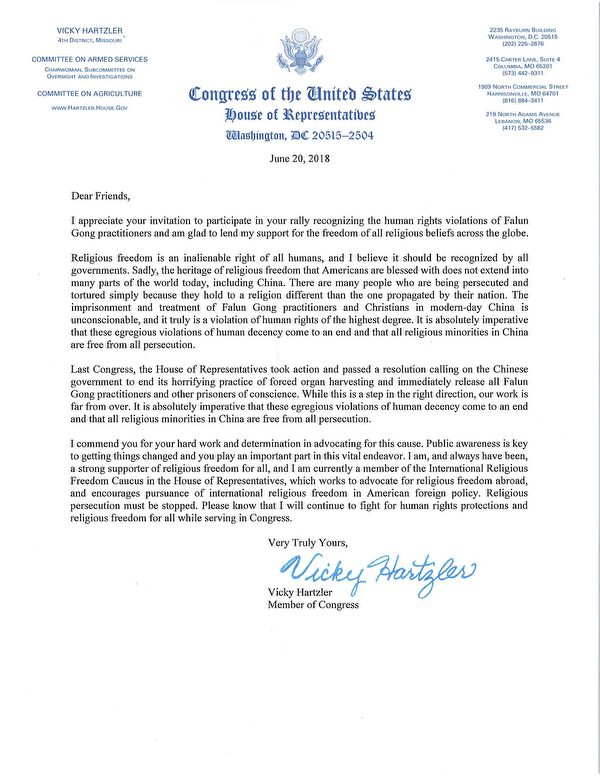 VICKY HARTZLER
4TH DISTRICT, MISSOURI
COMMITTEE ON ARMED SERVICES
CHAIRWOMAN, SUBCOMMITTEE ON
OVERSIGHT AND INVESTIGATIONS
COMMITTEE ON AGRICULTURE
WWW.HARTZLER.HOUSE.GOV
2235 RAYBURN BUILDING
WASHINGTON, D.C. 20515
(202) 225-2876
2415 CARTER LANE, SUITE 4
COLUMBIA, MO 65201
(573) 442-9311
1909 NORTH COMMERCIAL STREET
HARRISONVILLE, MO 64701
(816) 884-3411
219 NORTH ADAMS AVENUE
LEBANON, MO 65536
(417) 532-5582
Congress of the United States
House of Representatives
Washington, DC 20515-2504
June 20, 2018
Dear Friends,
I appreciate your invitation to participate in your rally recognizing the human rights violations of Falun
Gong practitioners and am glad to lend my support for the freedom of all religious beliefs across the globe.
Religious freedom is an inalienable right of all humans, and I believe it should be recognized by all
governments. Sadly, the heritage of religious freedom that Americans are blessed with does not extend into
many parts of the world today, including China. There are many people who are being persecuted and
tortured simply because they hold to a religion different than the one propagated by their nation. The
imprisonment and treatment of Falun Gong practitioners and Christians in modern-day China is
unconscionable, and it truly is a violation of human rights of the highest degree. It is absolutely imperative
that these egregious violations of human decency come to an end and that all religious minorities in China
are free from all persecution.
Last Congress, the House of Representatives took action and passed a resolution calling on the Chinese
government to end its horrifying practice of forced organ harvesting and immediately release all Falun
Gong practitioners and other prisoners of conscience. While this is a step in the right direction, our work is
far from over. It is absolutely imperative that these egregious violations of human decency come to an end
and that all religious minorities in China are free from all persecution.
I commend you for your hard work and determination in advocating for this cause. Public awareness is key
to getting things changed and you play an important part in this vital endeavor. I am, and always have been,
a strong supporter of religious freedom for all, and I am currently a member of the International Religious
Freedom Caucus in the House of Representatives, which works to advocate for religious freedom abroad,
and encourages pursuance of international religious freedom in American foreign policy. Religious
persecution must be stopped. Please know that I will continue to fight for human rights protections and
religious freedom for all while serving in Congress.
Very Truly Yours,
Vicky Hartzler
Vicky Hartzler
Member of Congress